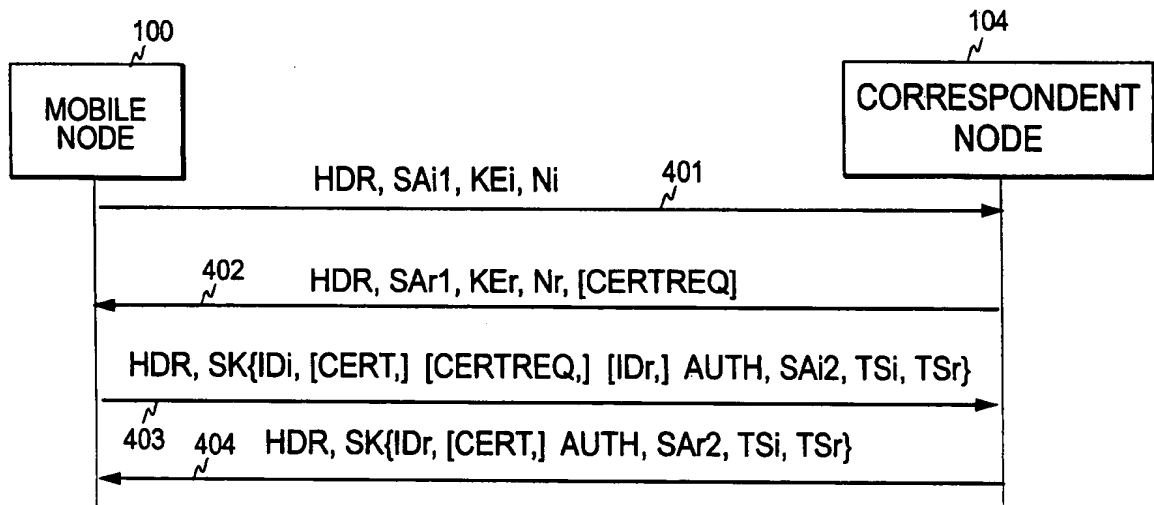 100
MOBILE
NODE
104
CORRESPONDENT
NODE
HDR, SAi1, KEi, Ni
401
402
HDR, SAr1, KEr, Nr, [CERTREQ]
HDR, SK{IDi, [CERT,] [CERTREQ,] [IDr,] AUTH, SAi2, TSi, TSr}
403
404
HDR, SK{IDr, [CERT,] AUTH, SAr2, TSi, TSr}